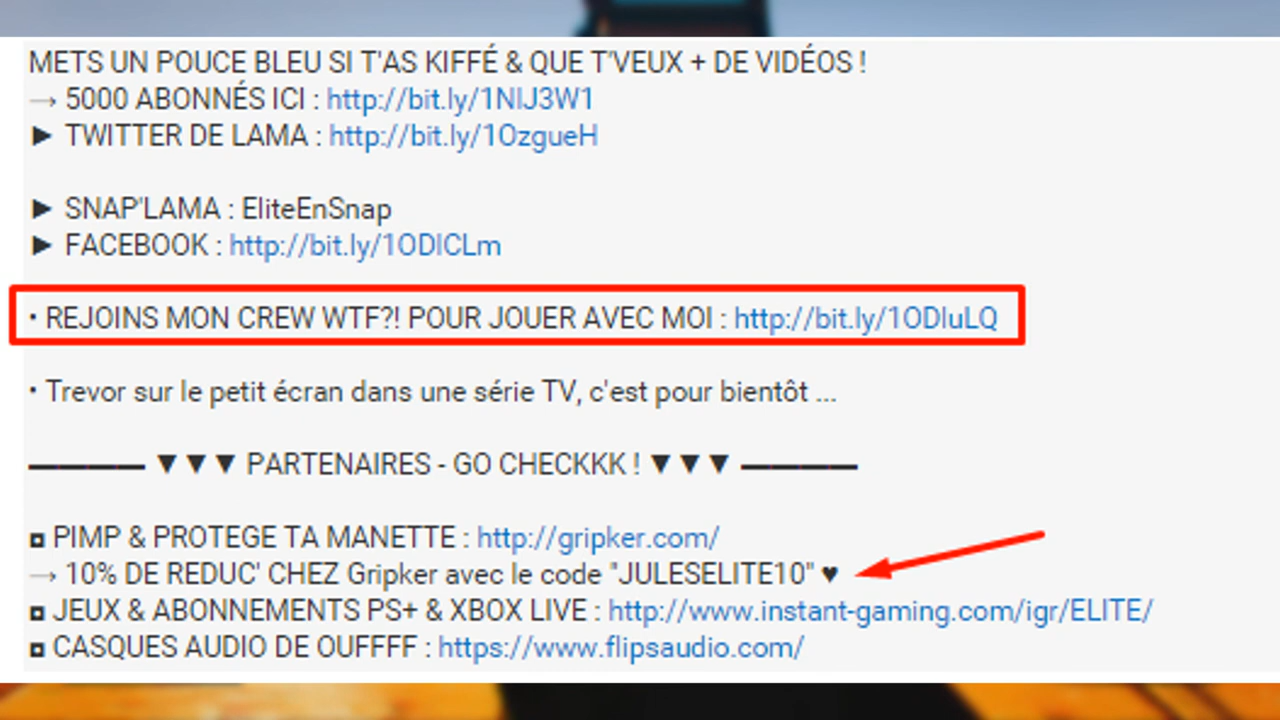 METS UN POUCE BLEU SI T'AS KIFFÉ & QUE T'VEUX + DE VIDÉOS !
→ 5000 ABONNÉS ICI : http://bit.ly/1NIJ3W1
► TWITTER DE LAMA : http://bit.ly/1OzgueH
► SNAP'LAMA : EliteEnSnap
► FACEBOOK : http://bit.ly/1ODICLm
• REJOINS MON CREW WTF?! POUR JOUER AVEC MOI : http://bit.ly/1ODIuLQ
• Trevor sur le petit écran dans une série TV, c'est pour bientôt ...
▬▬▬▬▬ ▼▼▼ PARTENAIRES - GO CHECKKK ! ▼▼▼ ▬▬▬▬▬
◘ PIMP & PROTEGE TA MANETTE : http://gripker.com/
→ 10% DE REDUC' CHEZ Gripker avec le code "JULESELITE10" ♥
◘ JEUX & ABONNEMENTS PS+ & XBOX LIVE : http://www.instant-gaming.com/igr/ELITE/
◘ CASQUES AUDIO DE OUFFFF : https://www.flipsaudio.com/